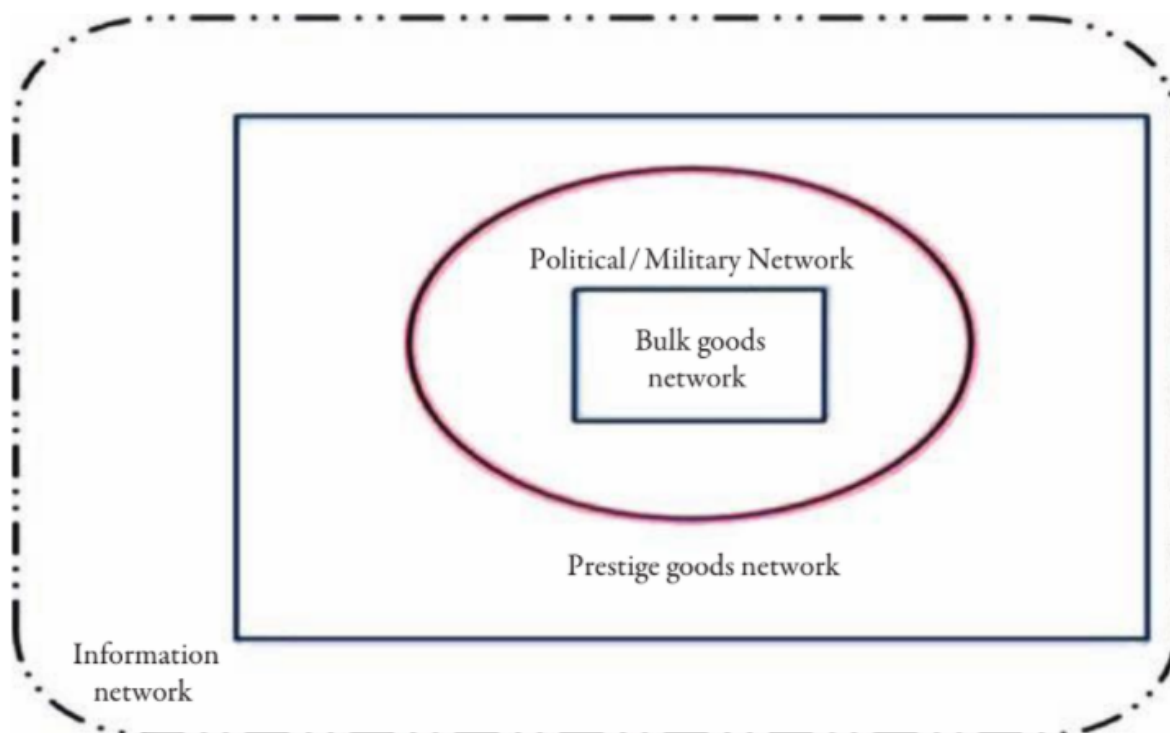 Political/Military Network
Bulk goods
network
Prestige goods network
Information
network